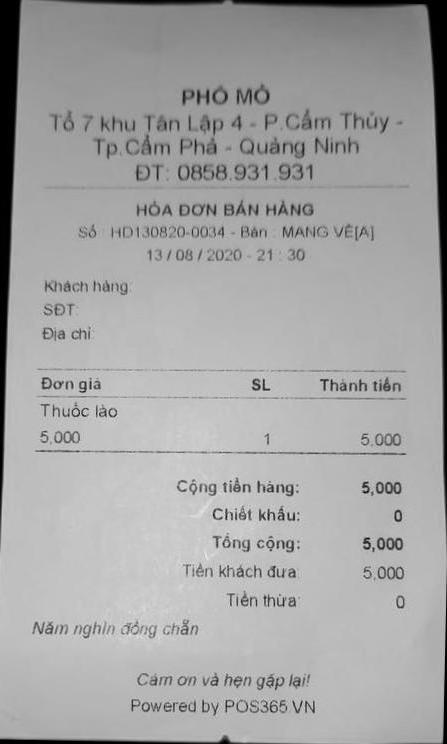 PHỐ MỎ
Tổ 7 khu Tân Lập 4 - P.Cẩm Thủy -
Tp.Cẩm Phả - Quảng Ninh
ĐT: 0858.931.931
HÓA ĐƠN BÁN HÀNG
Số : HD130820-0034 - Bàn : MANG VỀ[A]
13 / 08 / 2020 - 21 : 30
Khách hàng:
SĐT:
Địa chỉ:
Đơn giá SL Thành tiền
Thuốc lào
5,000 1 5,000
Cộng tiền hàng: 5,000
Chiết khấu: 0
Tổng cộng: 5,000
Tiền khách đưa: 5,000
Tiền thừa: 0
Năm nghìn đồng chẵn
Cảm ơn và hẹn gặp lại!
Powered by POS365.VN